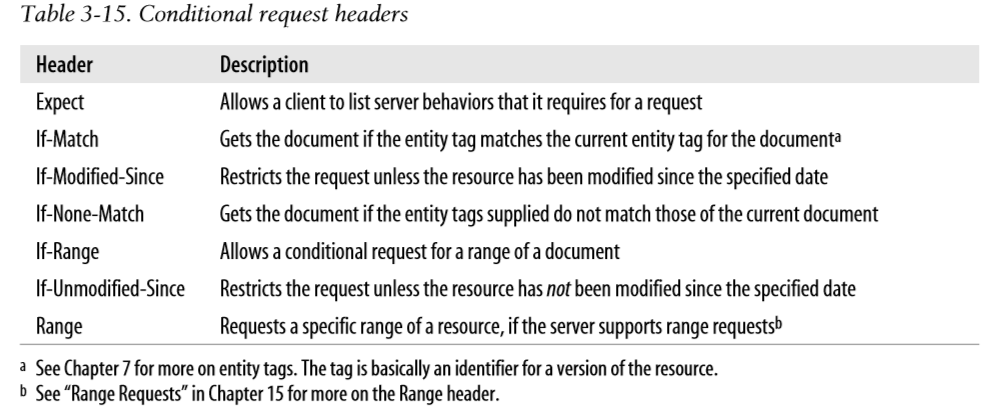 Table 3-15. Conditional request headers
Header Description
Expect Allows a client to list server behaviors that it requires for a request
If-Match Gets the document if the entity tag matches the current entity tag for the documentᵃ
If-Modified-Since Restricts the request unless the resource has been modified since the specified date
If-None-Match Gets the document if the entity tags supplied do not match those of the current document
If-Range Allows a conditional request for a range of a document
If-Unmodified-Since Restricts the request unless the resource has not been modified since the specified date
Range Requests a specific range of a resource, if the server supports range requestsᵇ
ᵃ See Chapter 7 for more on entity tags. The tag is basically an identifier for a version of the resource.
ᵇ See “Range Requests” in Chapter 15 for more on the Range header.